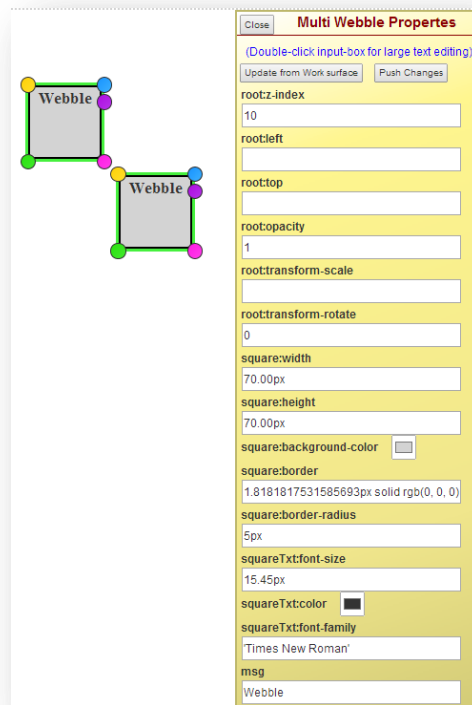 Webble
Webble
Close
Multi Webble Propertes
(Double-click input-box for large text editing)
Update from Work surface
Push Changes
root:z-index
10
root:left
root:top
root:opacity
1
root:transform-scale
root:transform-rotate
0
square:width
70.00px
square:height
70.00px
square:background-color
square:border
1.8181817531585693px solid rgb(0, 0, 0)
square:border-radius
5px
squareTxt:font-size
15.45px
squareTxt:color
squareTxt:font-family
'Times New Roman'
msg
Webble